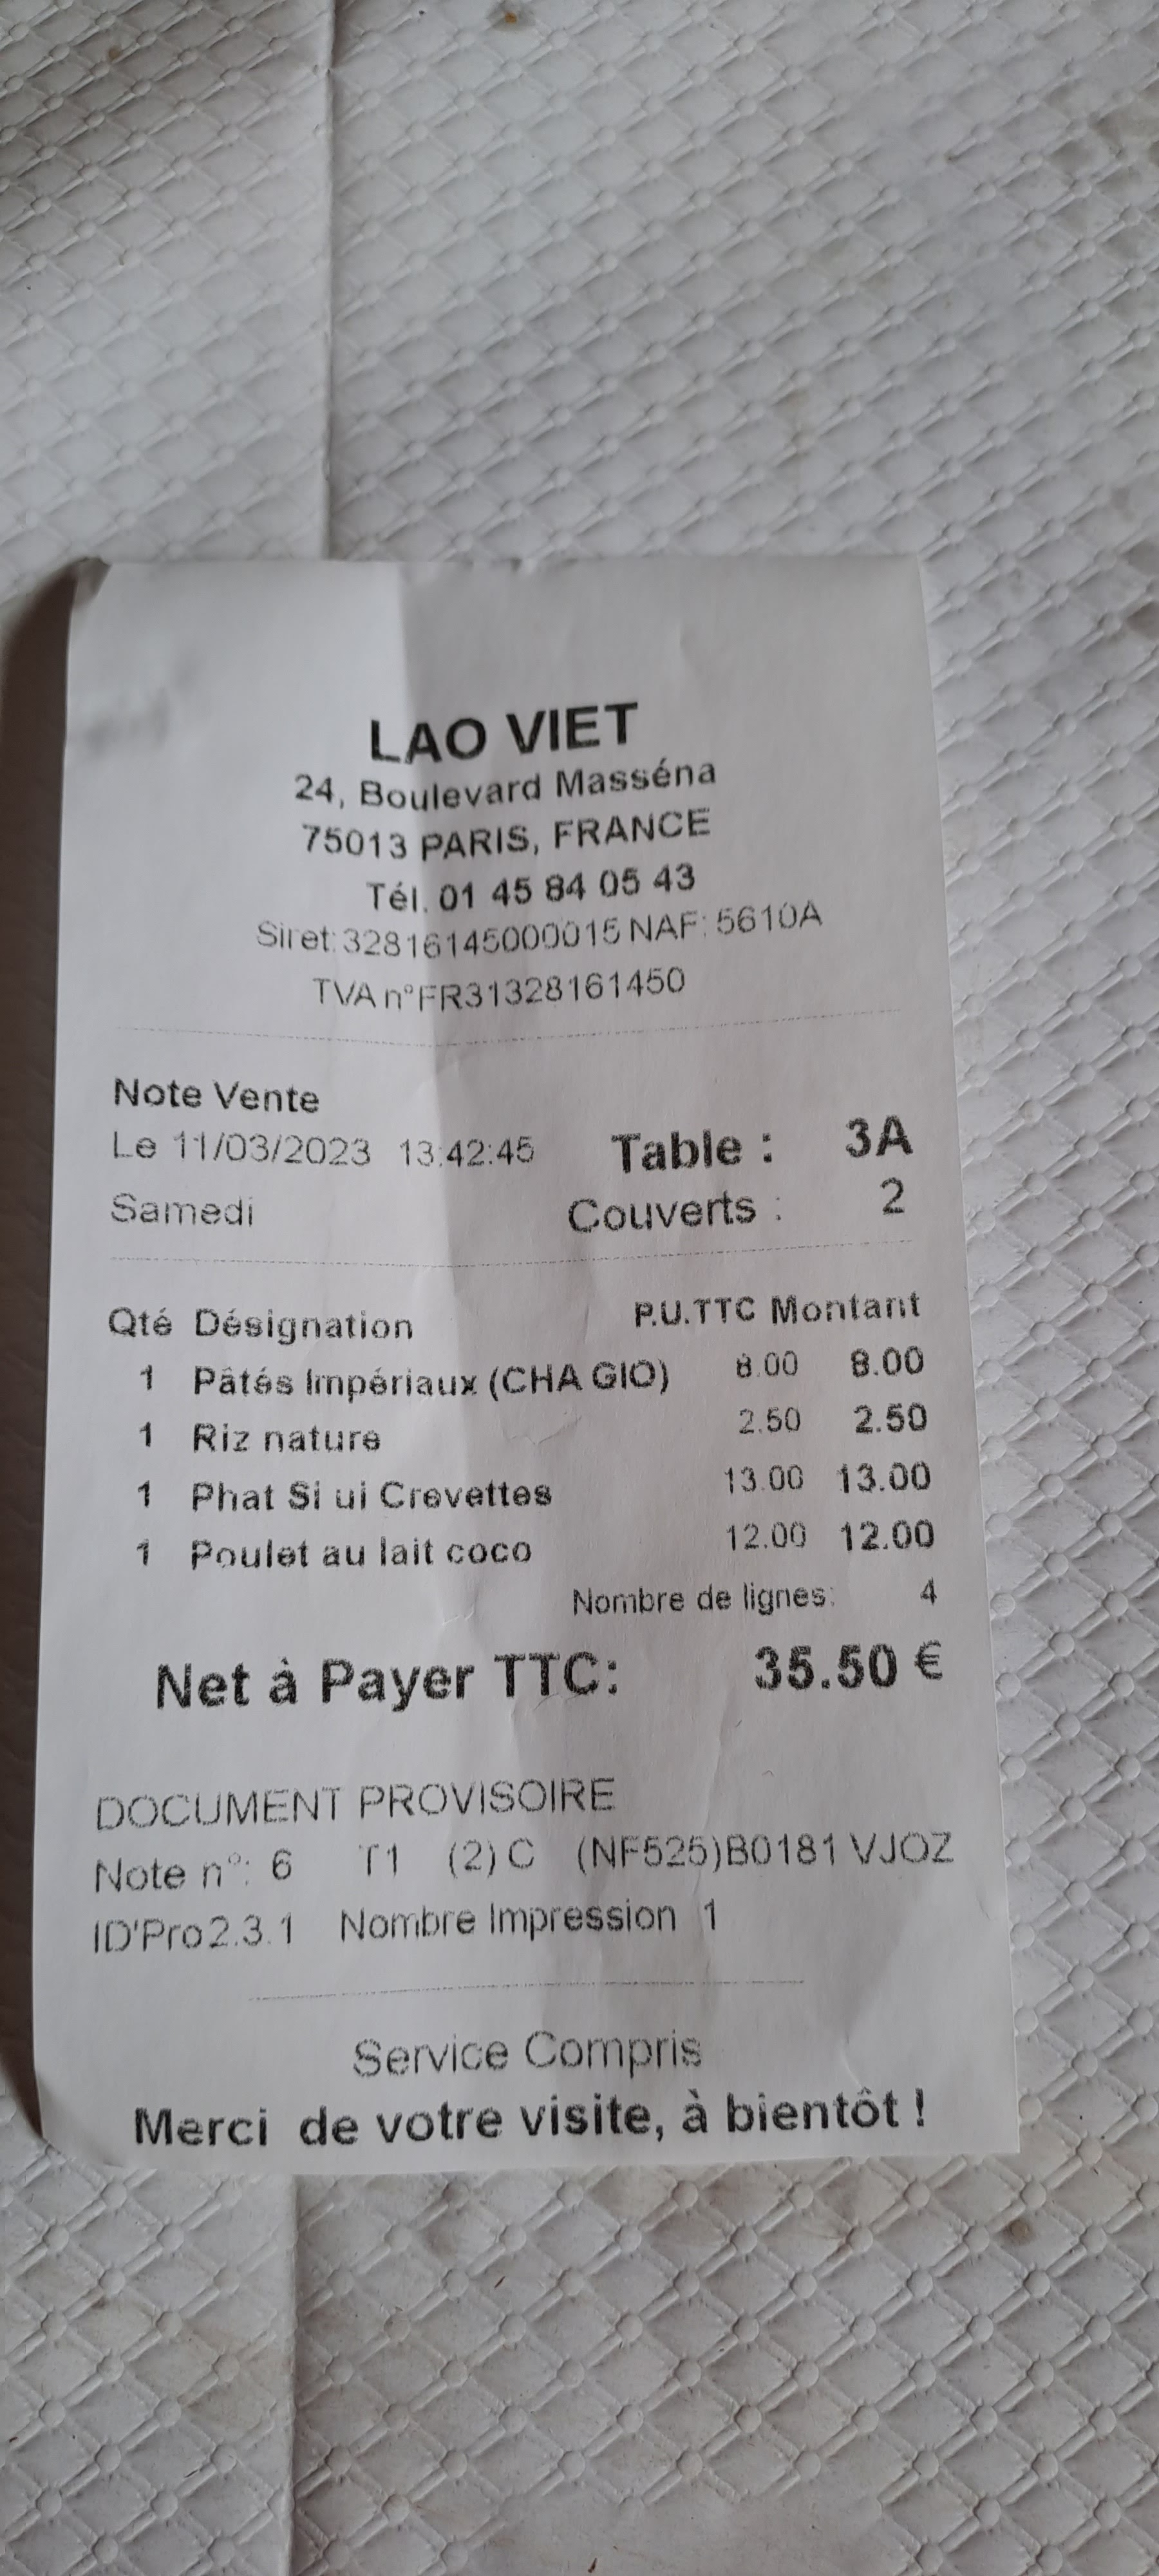 LAO VIET
24, Boulevard Masséna
75013 PARIS, FRANCE
Tél. 01 45 84 05 43
Siret: 32816145000015 NAF: 5610A
TVA n°FR31328161450
Note Vente
Le 11/03/2023 13:42:45 Table : 3A
Samedi Couverts : 2
Qté Désignation P.U.TTC Montant
1 Pâtés Impériaux (CHA GIO) 8.00 8.00
1 Riz nature 2.50 2.50
1 Phat Si ui Crevettes 13.00 13.00
1 Poulet au lait coco 12.00 12.00
Nombre de lignes: 4
Net à Payer TTC: 35.50 €
DOCUMENT PROVISOIRE
Note n°: 6 T1 (2) C (NF525)B0181 VJOZ
ID'Pro2.3.1 Nombre Impression 1
Service Compris
Merci de votre visite, à bientôt !